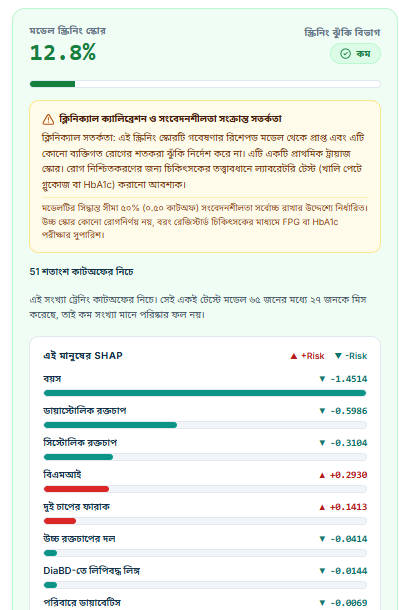 মডেল স্ক্রিনিং স্কোর
স্ক্রিনিং ঝুঁকি বিভাগ
12.8%
কম
ক্লিনিক্যাল ক্যালিব্রেশন ও সংবেদনশীলতা সংক্রান্ত সতর্কতা
ক্লিনিক্যাল সতর্কতা: এই স্ক্রিনিং স্কোরটি গবেষণার রিশেপড মডেল থেকে প্রাপ্ত এবং এটি
কোনো ব্যক্তিগত রোগের শতকরা ঝুঁকি নির্দেশ করে না। এটি একটি প্রাথমিক ট্রায়াজ
স্কোর। রোগ নিশ্চিতকরণের জন্য চিকিৎসকের তত্ত্বাবধানে ল্যাবরেটরি টেস্ট (খালি পেটে
গ্লুকোজ বা HbA1c) করানো আবশ্যক।
মডেলটির সিদ্ধান্ত সীমা ৫০% (০.৫০ কাটঅফ) সংবেদনশীলতা সর্বোচ্চ রাখার উদ্দেশ্যে নির্ধারিত।
উচ্চ স্কোর কোনো রোগনির্ণয় নয়, বরং রেজিস্টার্ড চিকিৎসকের মাধ্যমে FPG বা HbA1c
পরীক্ষার সুপারিশ।
51 শতাংশ কাটঅফের নিচে
এই সংখ্যা ট্রেনিং কাটঅফের নিচে। সেই একই টেস্টে মডেল ৬৫ জনের মধ্যে ২৭ জনকে মিস
করেছে, তাই কম সংখ্যা মানে পরিষ্কার ফল নয়।
এই মানুষের SHAP
▲ +Risk ▼ -Risk
বয়স ▼ -1.4514
ডায়াস্টোলিক রক্তচাপ ▼ -0.5986
সিস্টোলিক রক্তচাপ ▼ -0.3104
বিএমআই ▲ +0.2930
দুই চাপের ফারাক ▲ +0.1413
উচ্চ রক্তচাপের দল ▼ -0.0414
DiaBD-তে লিপিবদ্ধ লিঙ্গ ▼ -0.0144
পরিবারে ডায়াবেটিস ▼ -0.0069